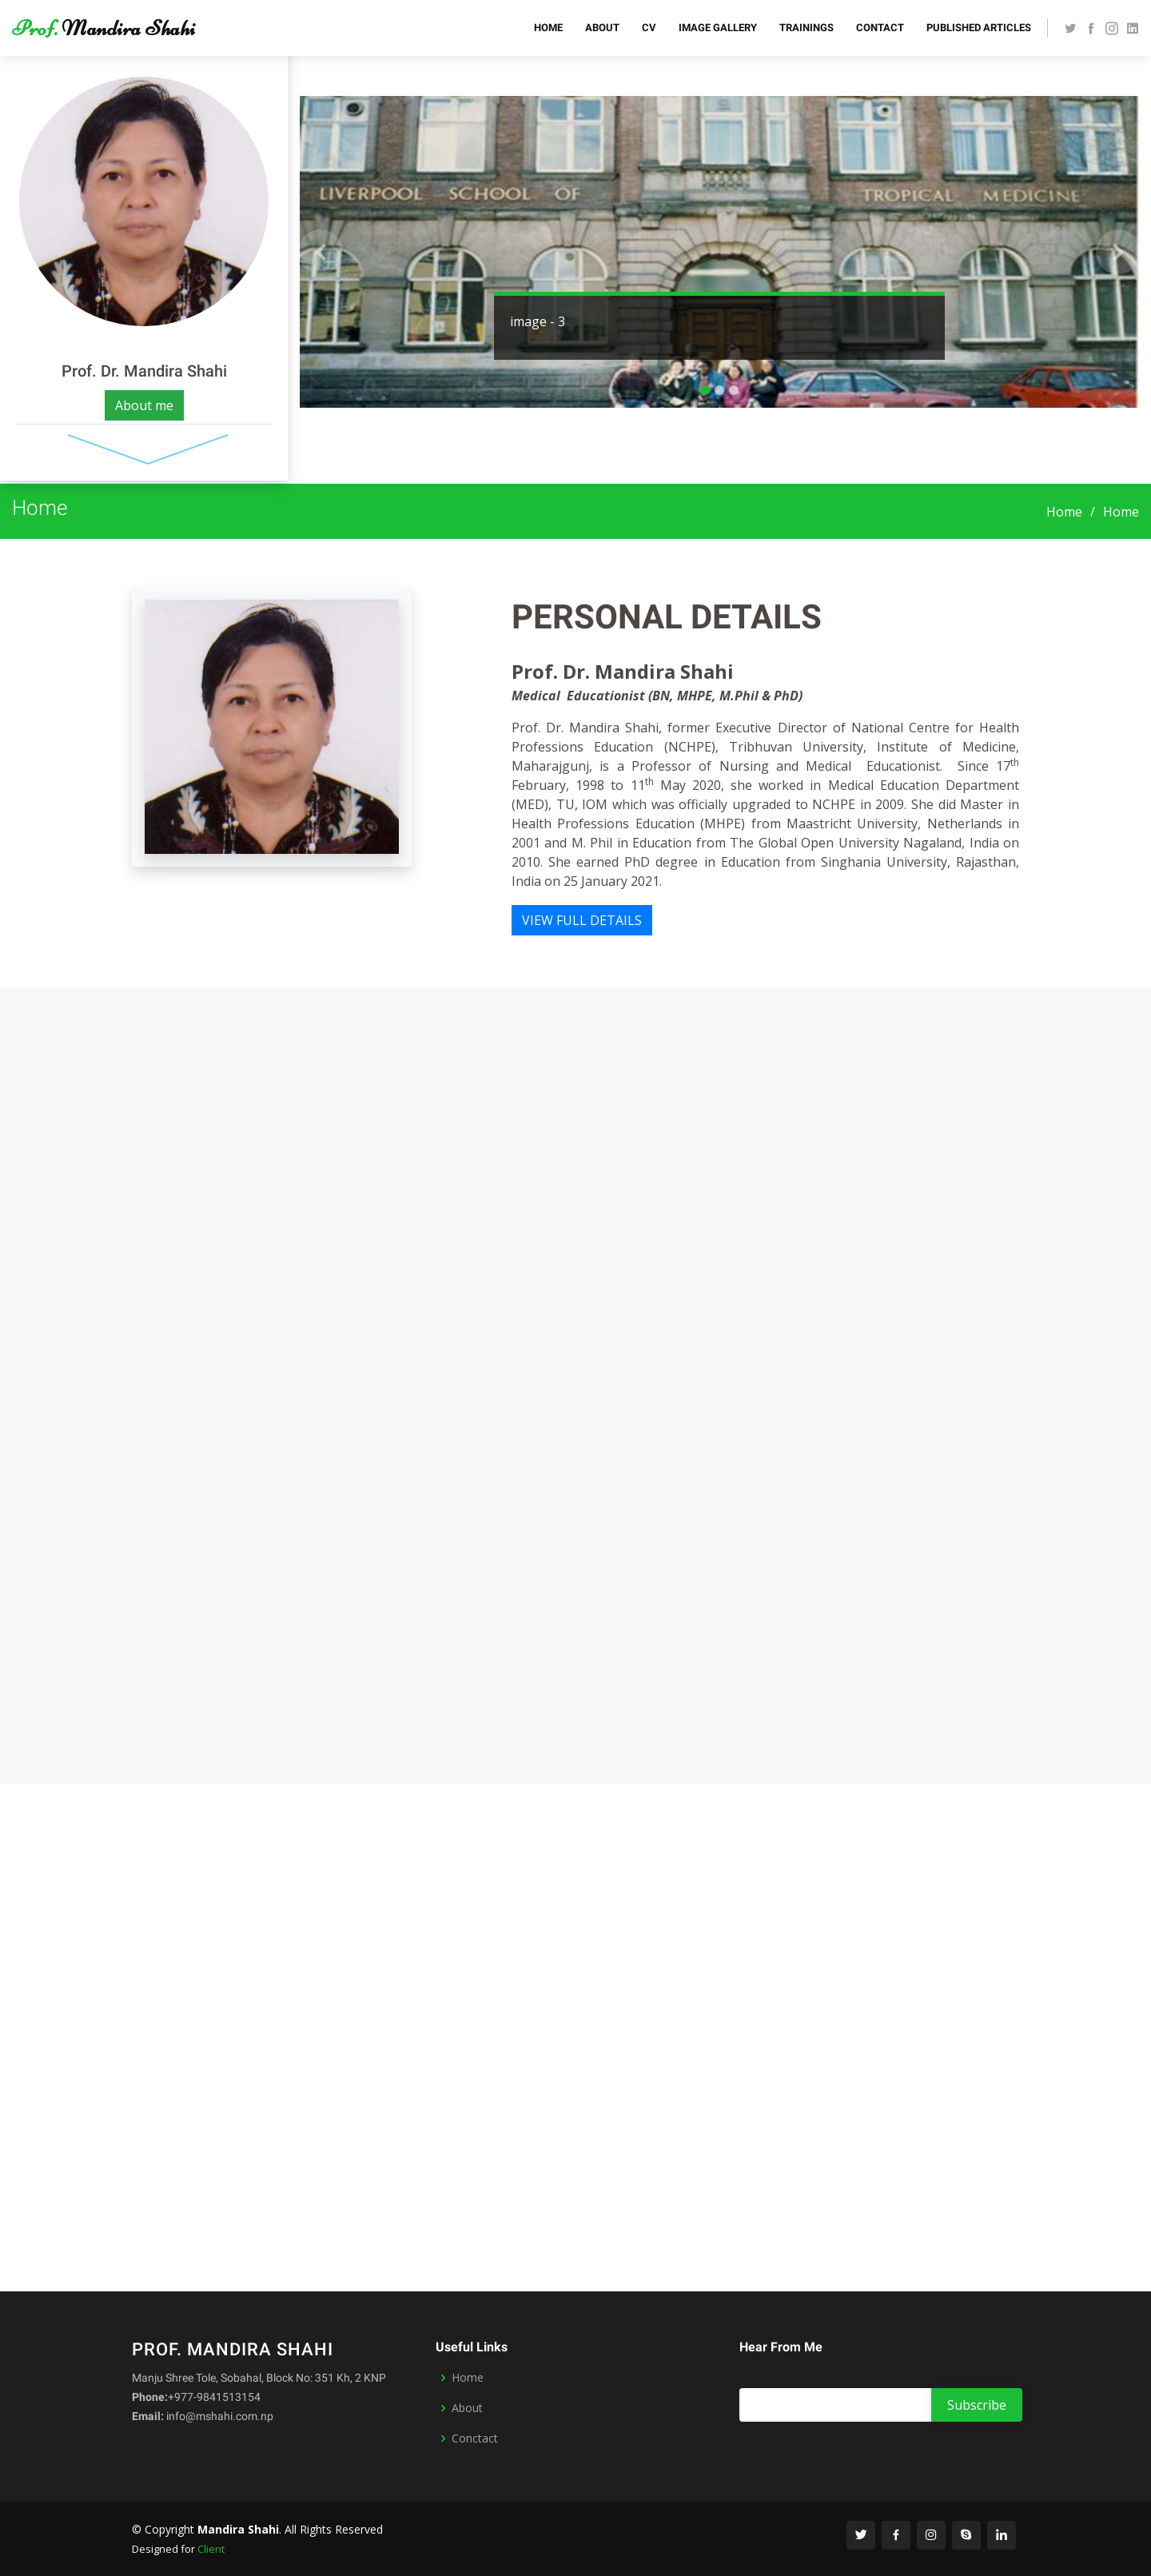 Prof. Mandira Shahi
HOME ABOUT CV IMAGE GALLERY TRAININGS CONTACT PUBLISHED ARTICLES
LIVERPOOL SCHOOL OF TROPICAL MEDICINE
image - 3
Prof. Dr. Mandira Shahi
About me
Home
Home / Home
PERSONAL DETAILS
Prof. Dr. Mandira Shahi
Medical Educationist (BN, MHPE, M.Phil & PhD)
Prof. Dr. Mandira Shahi, former Executive Director of National Centre for Health
Professions Education (NCHPE), Tribhuvan University, Institute of Medicine,
Maharajgunj, is a Professor of Nursing and Medical Educationist. Since 17th
February, 1998 to 11th May 2020, she worked in Medical Education Department
(MED), TU, IOM which was officially upgraded to NCHPE in 2009. She did Master in
Health Professions Education (MHPE) from Maastricht University, Netherlands in
2001 and M. Phil in Education from The Global Open University Nagaland, India on
2010. She earned PhD degree in Education from Singhania University, Rajasthan,
India on 25 January 2021.
VIEW FULL DETAILS
PROF. MANDIRA SHAHI
Manju Shree Tole, Sobahal, Block No: 351 Kh, 2 KNP
Phone:+977-9841513154
Email: info@mshahi.com.np
Useful Links
Home
About
Conctact
Hear From Me
Subscribe
© Copyright Mandira Shahi. All Rights Reserved
Designed for Client